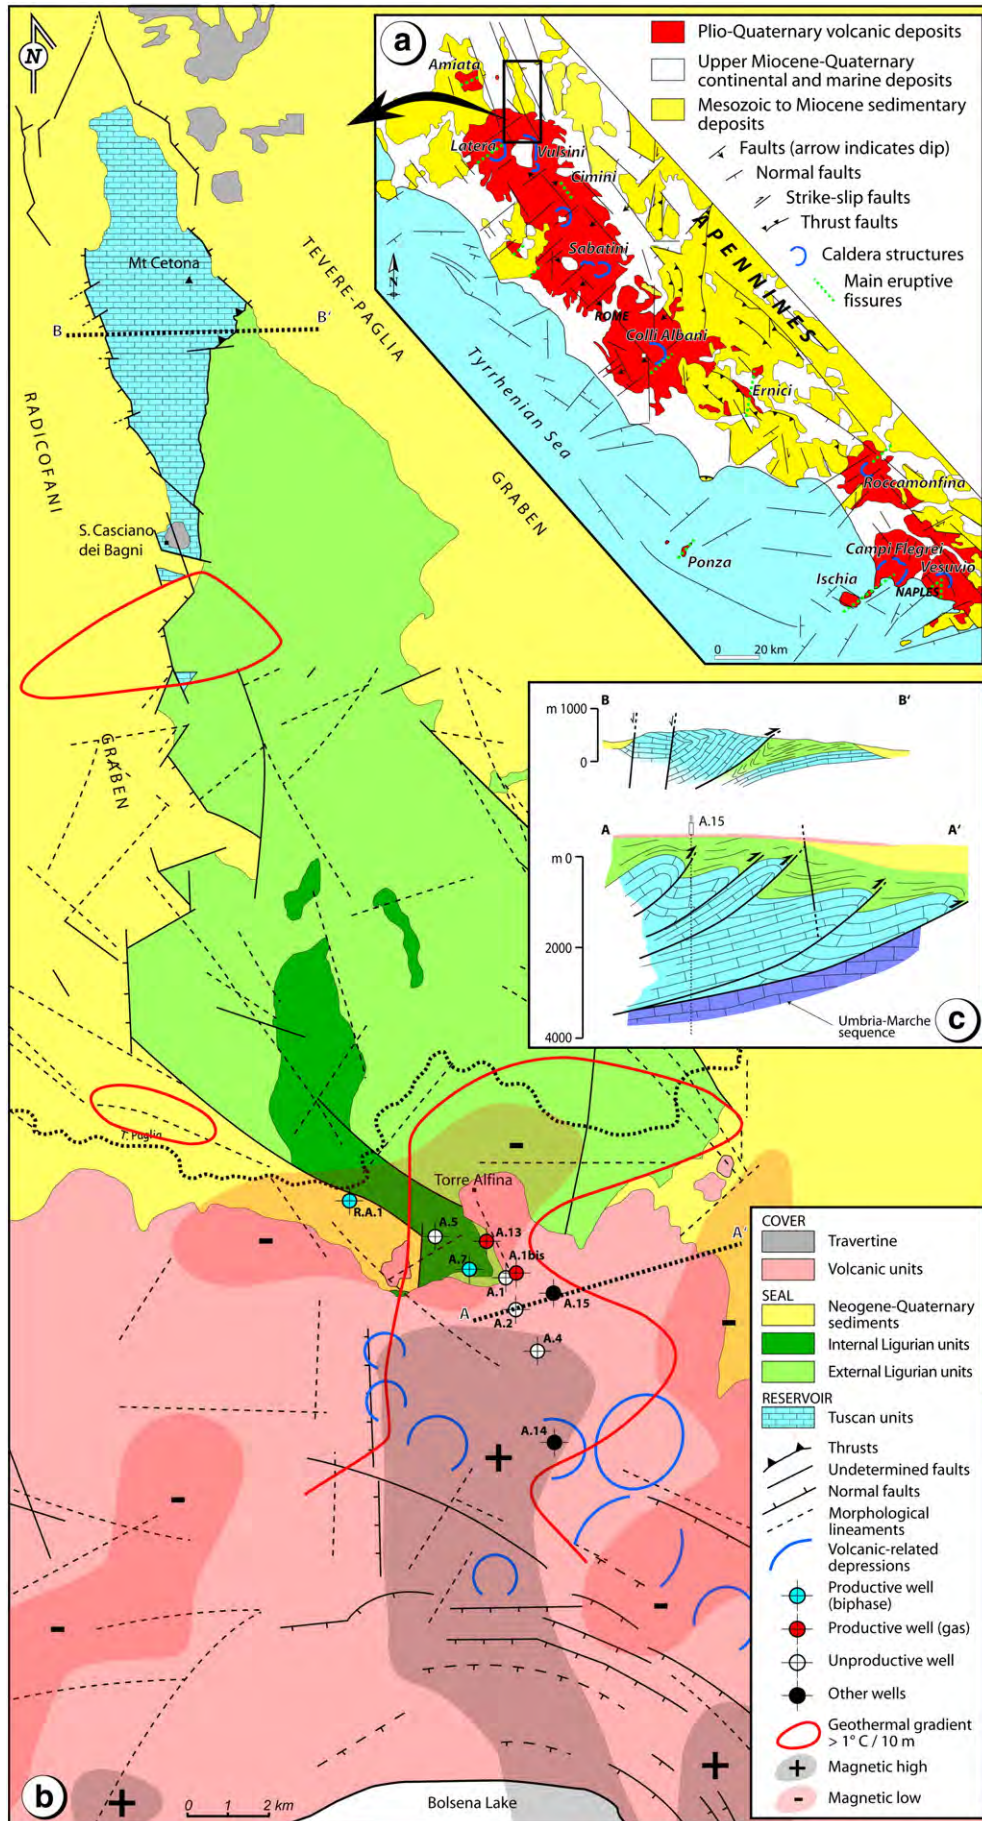 N
a
Plio-Quaternary volcanic deposits
Upper Miocene-Quaternary
continental and marine deposits
Mesozoic to Miocene sedimentary
deposits
Faults (arrow indicates dip)
Normal faults
Strike-slip faults
Thrust faults
Caldera structures
Main eruptive
fissures
Amiata
Latera
Vulsini
Cimini
Sabatini
ROME
Colli Albani
APENNINES
Ernici
Tyrrhenian Sea
N
Roccamonfina
Ponza
Campi Flegrei
Vesuvio
Ischia
NAPLES
0 20 km
Mt Cetona
B
B'
TEVERE-PAGLIA
GRABEN
RADICOFANI
GRABEN
S. Casciano
dei Bagni
B
B'
m 1000
0
A
A.15
A'
m 0
2000
4000
Umbria-Marche
sequence
c
Torre Alfina
R.A.1
A.5
A.13
A.7
A.1bis
A.1
A.15
A.2
A
A'
A.4
A.14
-
-
-
-
-
-
-
+
+
+
COVER
Travertine
Volcanic units
SEAL
Neogene-Quaternary
sediments
Internal Ligurian units
External Ligurian units
RESERVOIR
Tuscan units
Thrusts
Undetermined faults
Normal faults
Morphological
lineaments
Volcanic-related
depressions
Productive well
(biphase)
Productive well (gas)
Unproductive well
Other wells
Geothermal gradient
> 1° C / 10 m
+ Magnetic high
- Magnetic low
b
0 1 2 km
Bolsena Lake